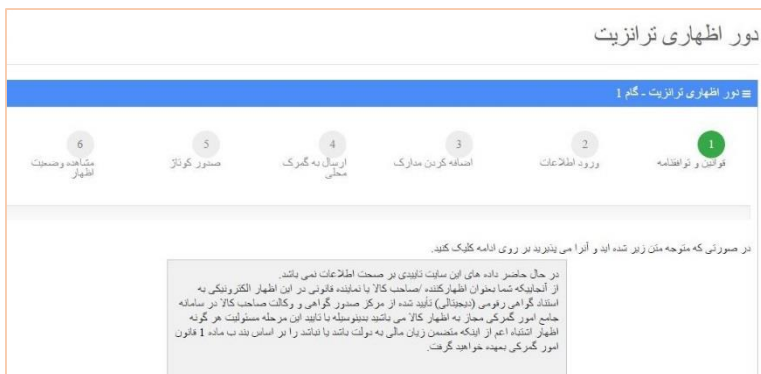 دور اظهاری ترانزیت
دور اظهاری ترانزیت - گام 1
1
قوانین و توافقنامه
2
ورود اطلاعات
3
اضافه کردن مدارک
4
ارسال به گمرک
محلی
5
صدور کوتاژ
6
مشاهده وضعیت
اظهار
در صورتی که متوجه متن زیر شده اید و آنرا می پذیرید بر روی ادامه کلیک کنید.
در حال حاضر داده های این سایت تاییدی بر صحت اطلاعات نمی باشد.
از آنجاییکه شما بعنوان اظهارکننده /صاحب کالا یا نماینده قانونی در این اظهار الکترونیکی به
استناد گواهی رقومی (دیجیتالی) تأیید شده از مرکز صدور گواهی و وکالت صاحب کالا در سامانه
جامع امور گمرکی مجاز به اظهار کالا می باشید بدینوسیله با تایید این مرحله مسئولیت هر گونه
اظهار اشتباه اعم از اینکه متضمن زیان مالی به دولت باشد یا نباشد را بر اساس بند ب ماده 1 قانون
امور گمرکی بعهده خواهید گرفت.